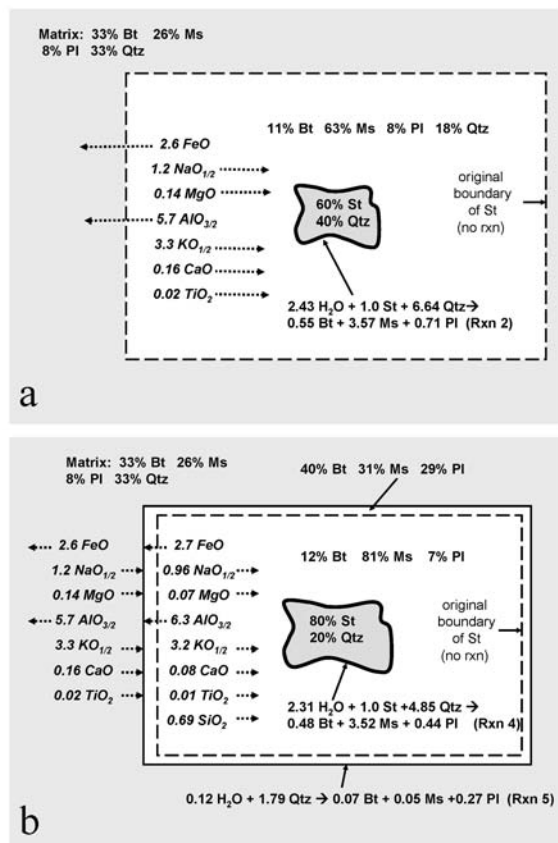 Matrix: 33% Bt 26% Ms
8% Pl 33% Qtz
11% Bt 63% Ms 8% Pl 18% Qtz
2.6 FeO
1.2 NaO1/2
0.14 MgO
5.7 AlO3/2
3.3 KO1/2
0.16 CaO
0.02 TiO2
60% St
40% Qtz
original
boundary
of St
(no rxn)
2.43 H2O + 1.0 St + 6.64 Qtz→
0.55 Bt + 3.57 Ms + 0.71 Pl (Rxn 2)
a
Matrix: 33% Bt 26% Ms
8% Pl 33% Qtz
40% Bt 31% Ms 29% Pl
2.6 FeO
1.2 NaO1/2
0.14 MgO
5.7 AlO3/2
3.3 KO1/2
0.16 CaO
0.02 TiO2
2.7 FeO
0.96 NaO1/2
0.07 MgO
6.3 AlO3/2
3.2 KO1/2
0.08 CaO
0.01 TiO2
0.69 SiO2
12% Bt 81% Ms 7% Pl
80% St
20% Qtz
original
boundary
of St
(no rxn)
2.31 H2O + 1.0 St +4.85 Qtz →
0.48 Bt + 3.52 Ms + 0.44 Pl (Rxn 4)
0.12 H2O + 1.79 Qtz → 0.07 Bt + 0.05 Ms +0.27 Pl (Rxn 5)
b